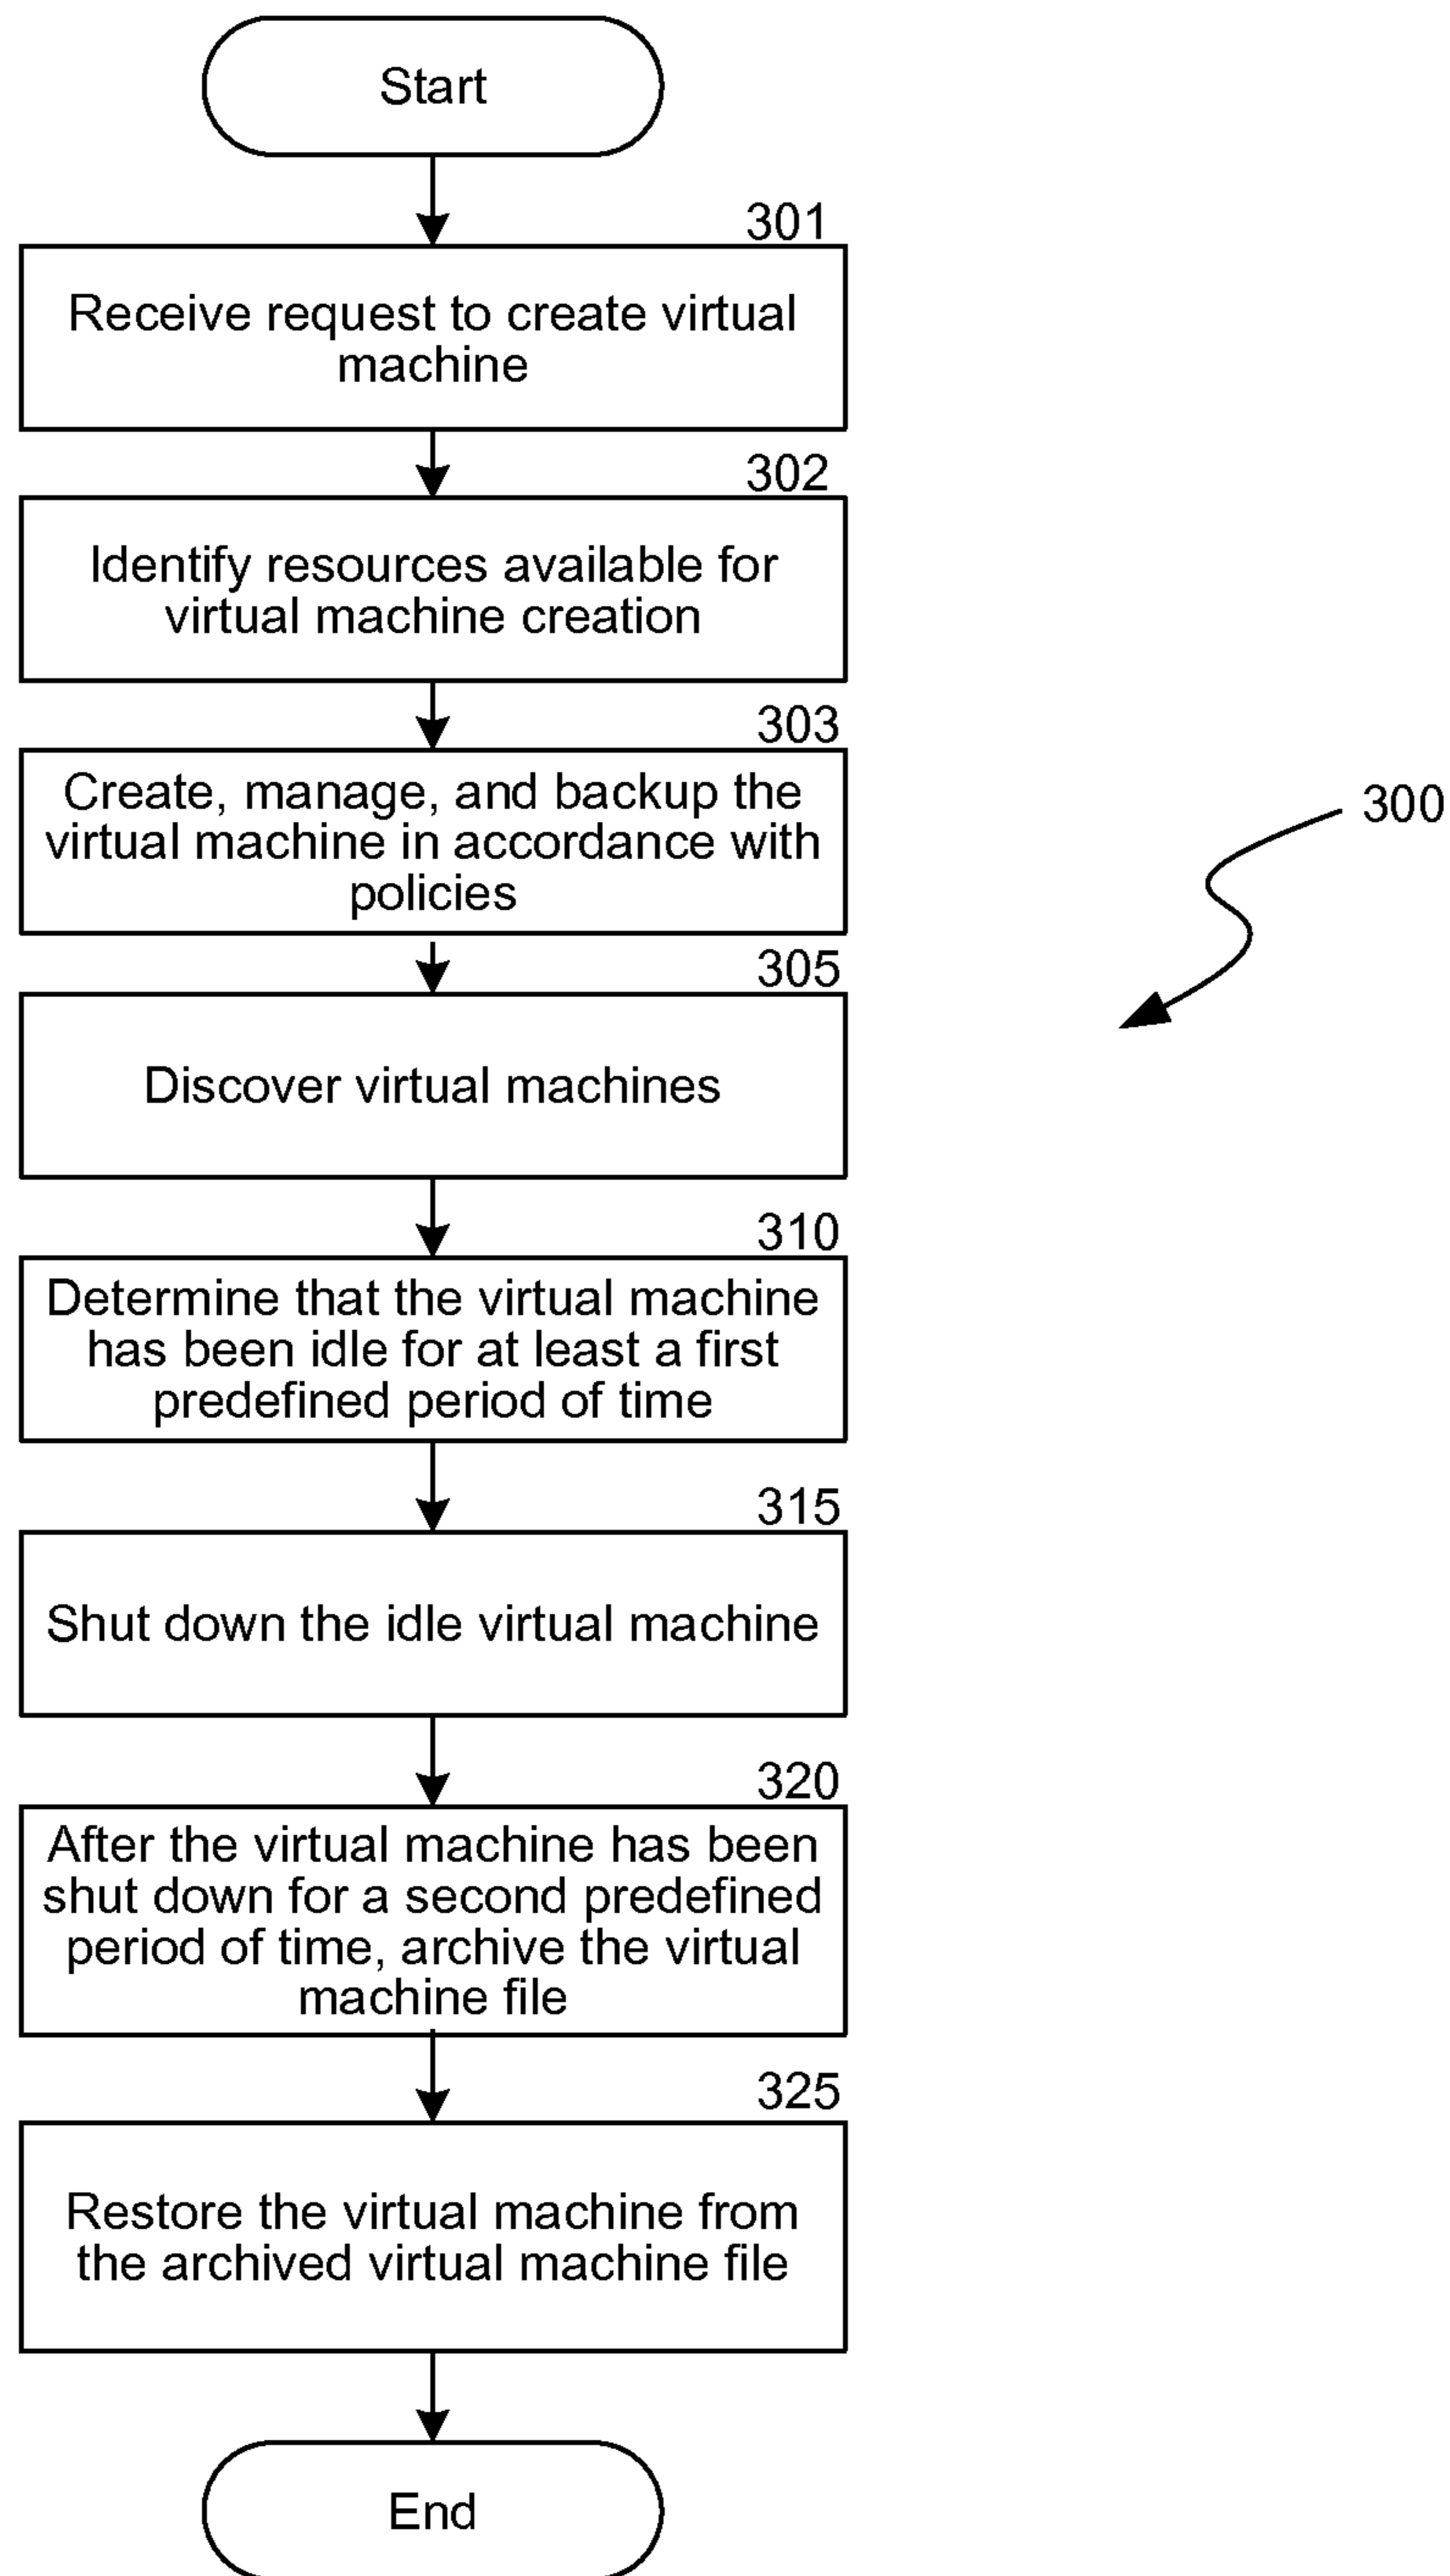 Start
301
Receive request to create virtual
machine
302
Identify resources available for
virtual machine creation
303
Create, manage, and backup the
virtual machine in accordance with
policies
300
305
Discover virtual machines
310
Determine that the virtual machine
has been idle for at least a first
predefined period of time
315
Shut down the idle virtual machine
320
After the virtual machine has been
shut down for a second predefined
period of time, archive the virtual
machine file
325
Restore the virtual machine from
the archived virtual machine file
End